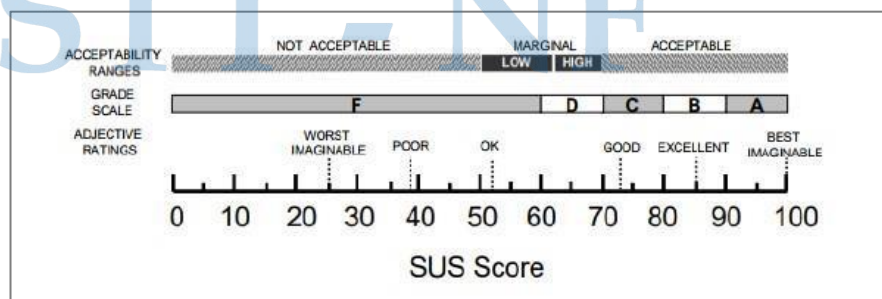 NOT ACCEPTABLE MARGINAL ACCEPTABLE
ACCEPTABILITY RANGES LOW HIGH
GRADE SCALE F D C B A
ADJECTIVE RATINGS WORST IMAGINABLE POOR OK GOOD EXCELLENT BEST IMAGINABLE
0 10 20 30 40 50 60 70 80 90 100
SUS Score